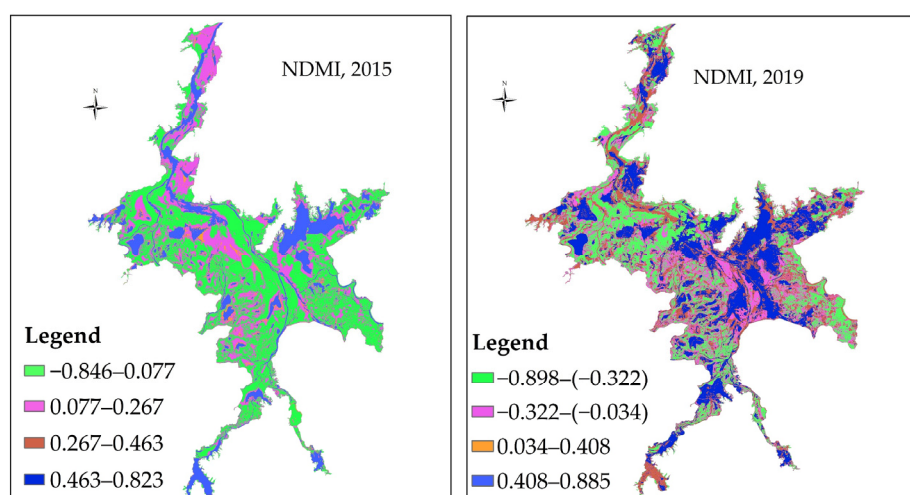 NDMI, 2015
N
Legend
−0.846–0.077
0.077–0.267
0.267–0.463
0.463–0.823
NDMI, 2019
N
Legend
−0.898–(−0.322)
−0.322–(−0.034)
0.034–0.408
0.408–0.885